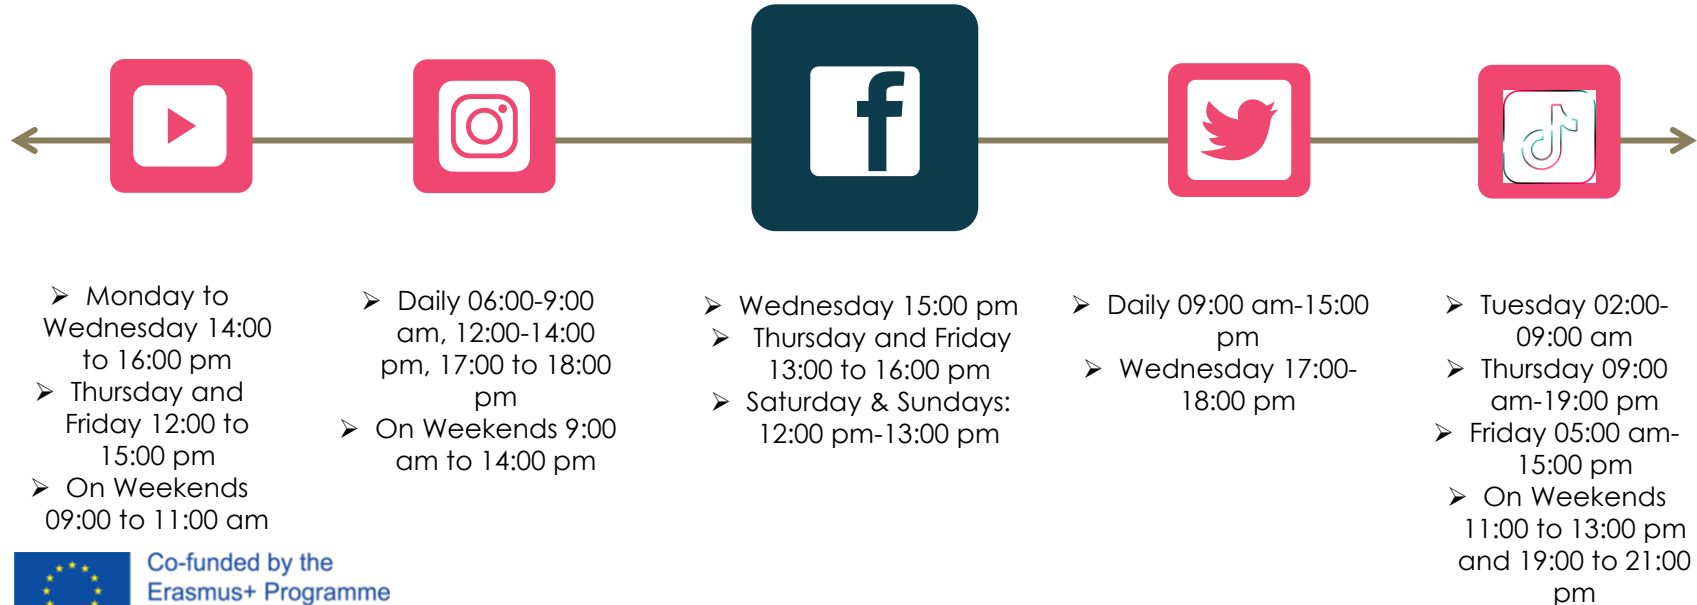 ➢ Monday to
Wednesday 14:00
to 16:00 pm
➢ Thursday and
Friday 12:00 to
15:00 pm
➢ On Weekends
09:00 to 11:00 am
➢ Daily 06:00-9:00
am, 12:00-14:00
pm, 17:00 to 18:00
pm
➢ On Weekends 9:00
am to 14:00 pm
f
➢ Wednesday 15:00 pm
➢ Thursday and Friday
13:00 to 16:00 pm
➢ Saturday & Sundays:
12:00 pm-13:00 pm
➢ Daily 09:00 am-15:00
pm
➢ Wednesday 17:00-
18:00 pm
➢ Tuesday 02:00-
09:00 am
➢ Thursday 09:00
am-19:00 pm
➢ Friday 05:00 am-
15:00 pm
➢ On Weekends
11:00 to 13:00 pm
and 19:00 to 21:00
pm
Co-funded by the
Erasmus+ Programme